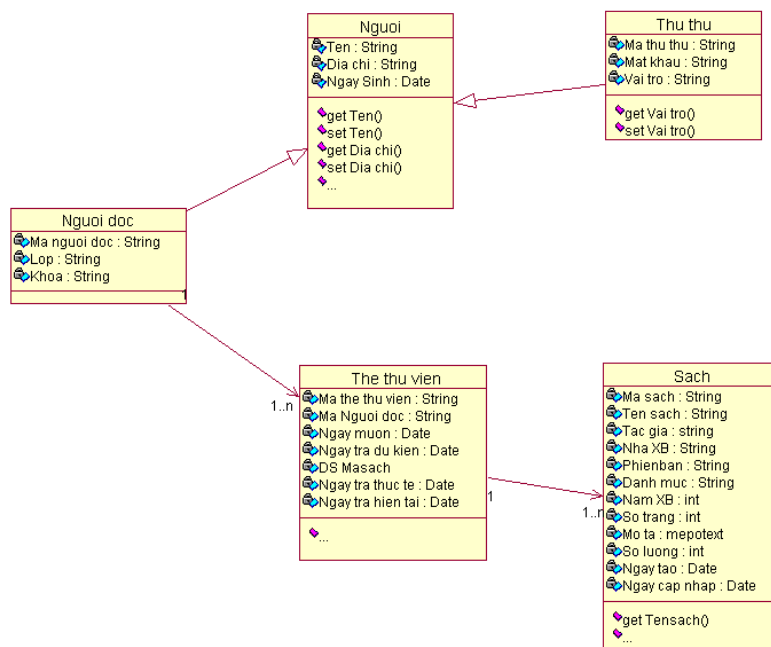 Nguoi
Ten : String
Dia chi : String
Ngay Sinh : Date
get Ten()
set Ten()
get Dia chi()
set Dia chi()
...
Thu thu
Ma thu thu : String
Mat khau : String
Vai tro : String
get Vai tro()
set Vai tro()
Nguoi doc
Ma nguoi doc : String
Lop : String
Khoa : String
1
1..n
The thu vien
Ma the thu vien : String
Ma Nguoi doc : String
Ngay muon : Date
Ngay tra du kien : Date
DS Masach
Ngay tra thuc te : Date
Ngay tra hien tai : Date
...
1
1..n
Sach
Ma sach : String
Ten sach : String
Tac gia : string
Nha XB : String
Phienban : String
Danh muc : String
Nam XB : int
So trang : int
Mo ta : mepotext
So luong : int
Ngay tao : Date
Ngay cap nhap : Date
get Tensach()
...